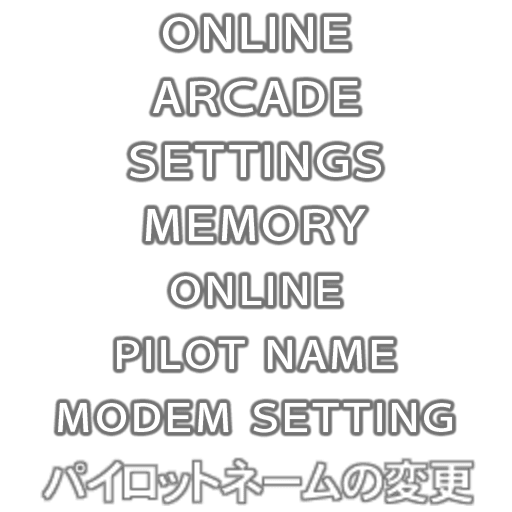 ONLINE
ARCADE
SETTINGS
MEMORY
ONLINE
PILOT NAME
MODEM SETTING
パイロットネームの変更